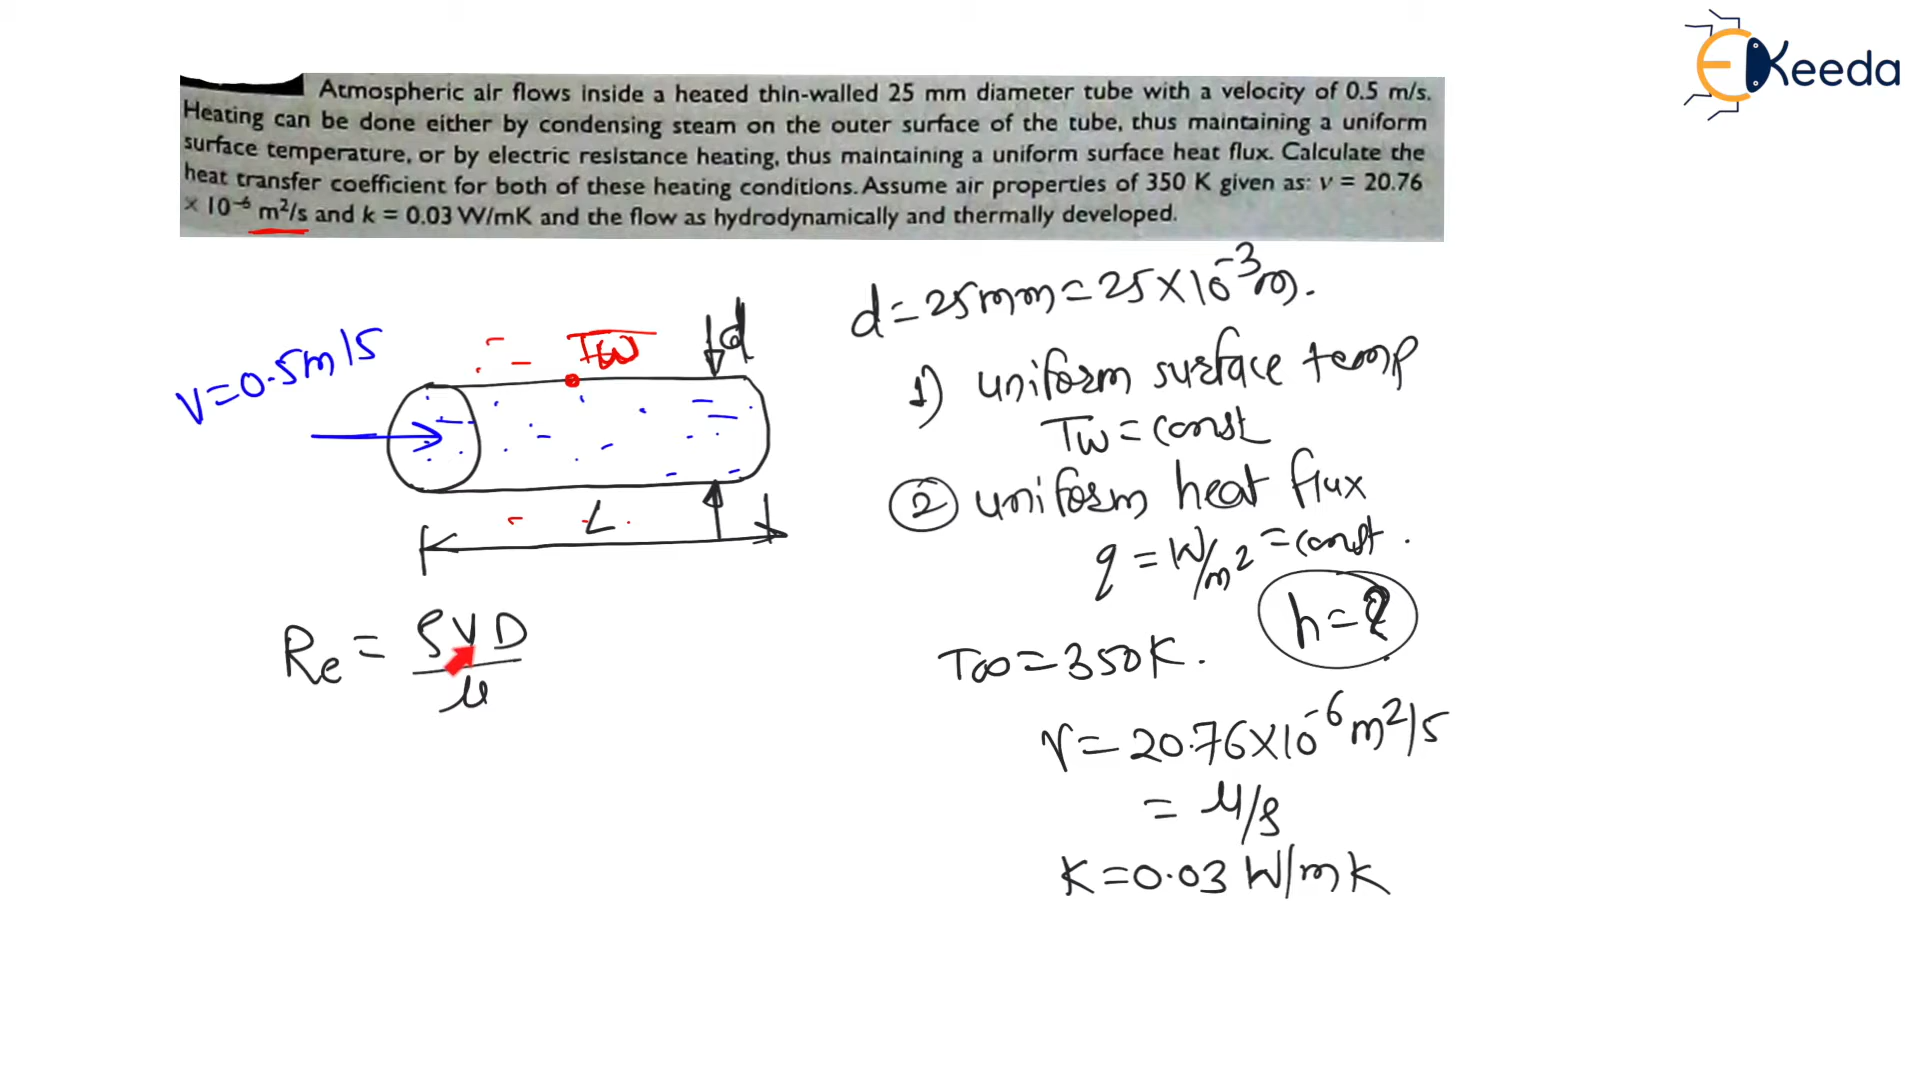 EKeeda
Atmospheric air flows inside a heated thin-walled 25 mm diameter tube with a velocity of 0.5 m/s.
Heating can be done either by condensing steam on the outer surface of the tube, thus maintaining a uniform
surface temperature, or by electric resistance heating, thus maintaining a uniform surface heat flux. Calculate the
heat transfer coefficient for both of these heating conditions. Assume air properties of 350 K given as: ν = 20.76
× 10⁻⁶ m²/s and k = 0.03 W/mK and the flow as hydrodynamically and thermally developed.
V=0.5m/s
Tw
d
L
Re = ρVD/μ
d=25mm=25×10⁻³m.
1) uniform surface temp
Tw=const
2 uniform heat flux
q=W/m²=const.
h=?
T∞=350K.
ν=20.76×10⁻⁶m²/s
= μ/ρ
K=0.03 W/mK